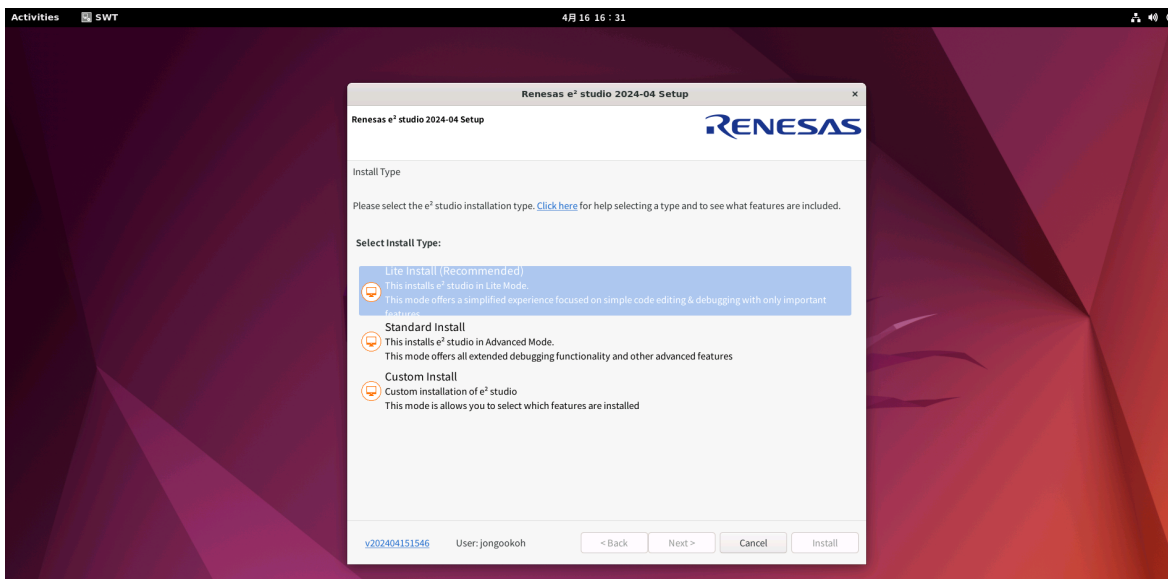 Activities SWT 4月 16 16：31
Renesas e² studio 2024-04 Setup ×
Renesas e² studio 2024-04 Setup
RENESAS
Install Type
Please select the e² studio installation type. Click here for help selecting a type and to see what features are included.
Select Install Type:
Lite Install (Recommended)
This installs e² studio in Lite Mode.
This mode offers a simplified experience focused on simple code editing & debugging with only important
features
Standard Install
This installs e² studio in Advanced Mode.
This mode offers all extended debugging functionality and other advanced features
Custom Install
Custom installation of e² studio
This mode is allows you to select which features are installed
v202404151546 User: jongookoh < Back Next > Cancel Install